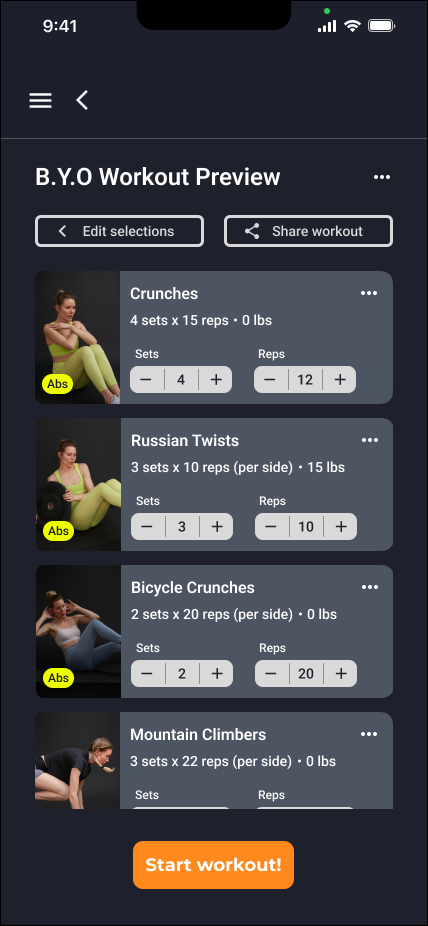 9:41
B.Y.O Workout Preview
Edit selections
Share workout
Crunches
4 sets x 15 reps • 0 lbs
Sets
Reps
4
12
Abs
Russian Twists
3 sets x 10 reps (per side) • 15 lbs
Sets
Reps
3
10
Abs
Bicycle Crunches
2 sets x 20 reps (per side) • 0 lbs
Sets
Reps
2
20
Abs
Mountain Climbers
3 sets x 22 reps (per side) • 0 lbs
Sets
Reps
Start workout!